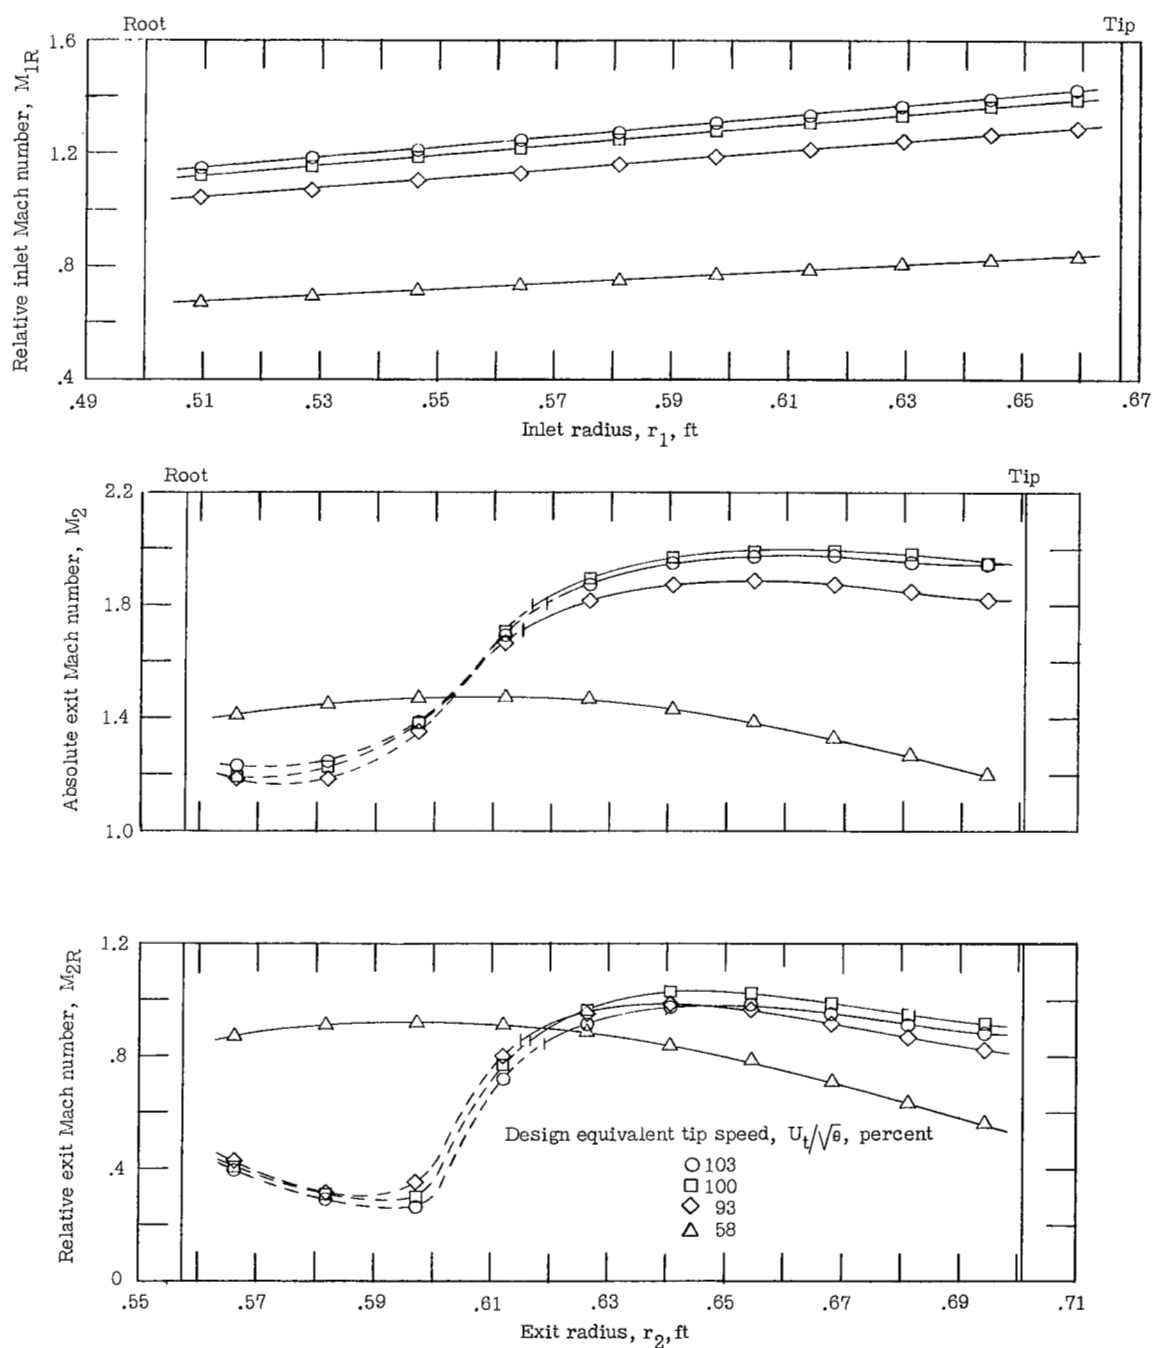 Root Tip
1.6
1.2
.8
.4
Relative inlet Mach number, M1R
.49 .51 .53 .55 .57 .59 .61 .63 .65 .67
Inlet radius, r1, ft
Root Tip
2.2
1.8
1.4
1.0
Absolute exit Mach number, M2
1.2
.8
.4
0
Relative exit Mach number, M2R
Design equivalent tip speed, Ut/√θ, percent
103
100
93
58
.55 .57 .59 .61 .63 .65 .67 .69 .71
Exit radius, r2, ft